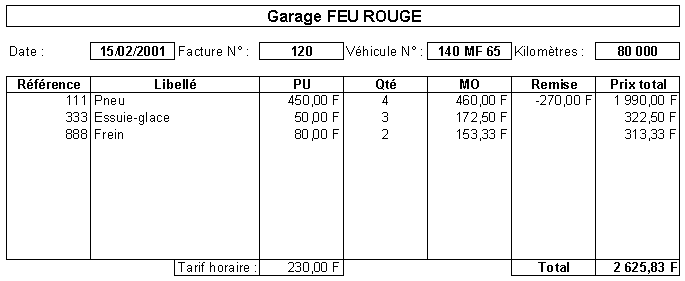 Garage FEU ROUGE
Date : 15/02/2001 Facture N° : 120 Véhicule N° : 140 MF 65 Kilomètres : 80 000
Référence Libellé PU Qté MO Remise Prix total
111 Pneu 450,00 F 4 460,00 F -270,00 F 1 990,00 F
333 Essuie-glace 50,00 F 3 172,50 F 322,50 F
888 Frein 80,00 F 2 153,33 F 313,33 F
Tarif horaire : 230,00 F Total 2 625,83 F